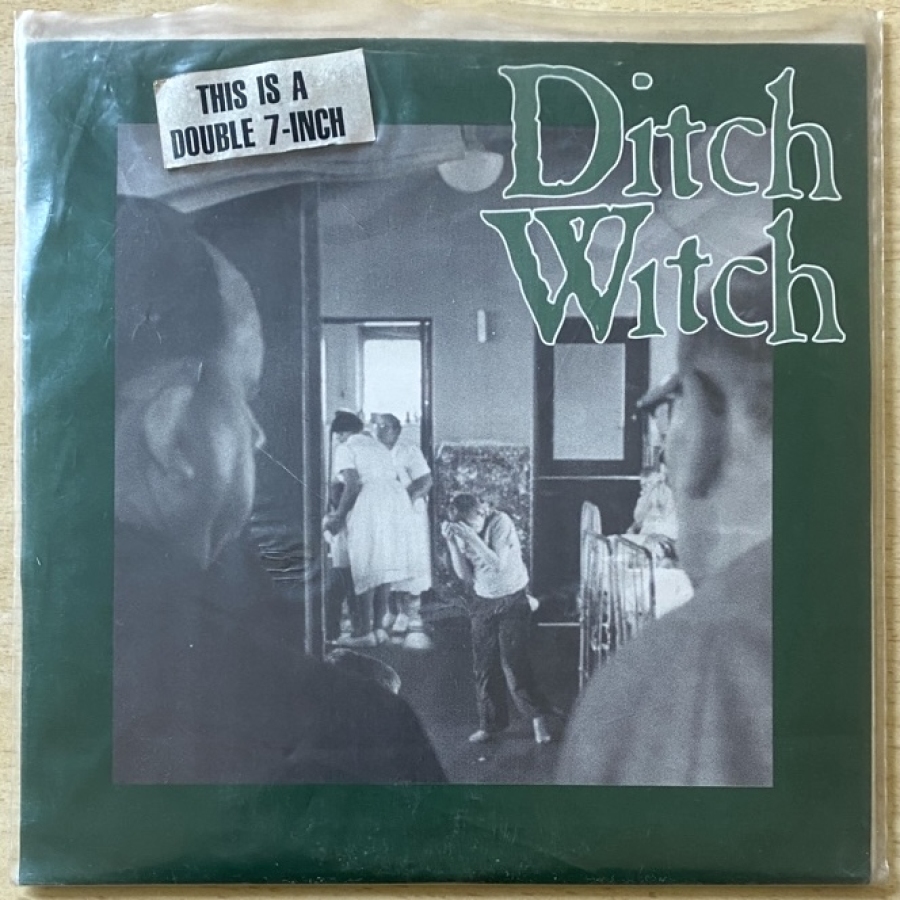 THIS IS A
DOUBLE 7-INCH
Ditch
Witch